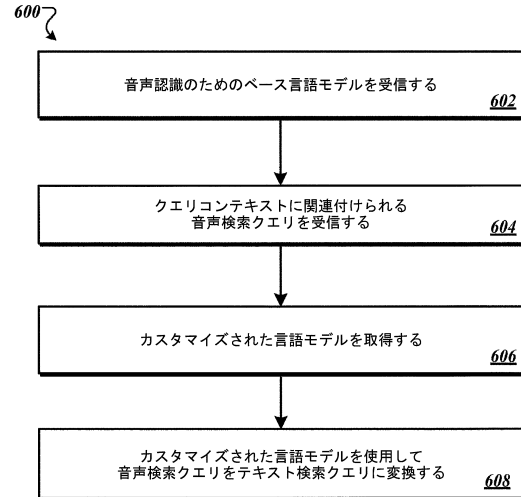 600
音声認識のためのベース言語モデルを受信する
602
クエリコンテキストに関連付けられる
音声検索クエリを受信する
604
カスタマイズされた言語モデルを取得する
606
カスタマイズされた言語モデルを使用して
音声検索クエリをテキスト検索クエリに変換する
608